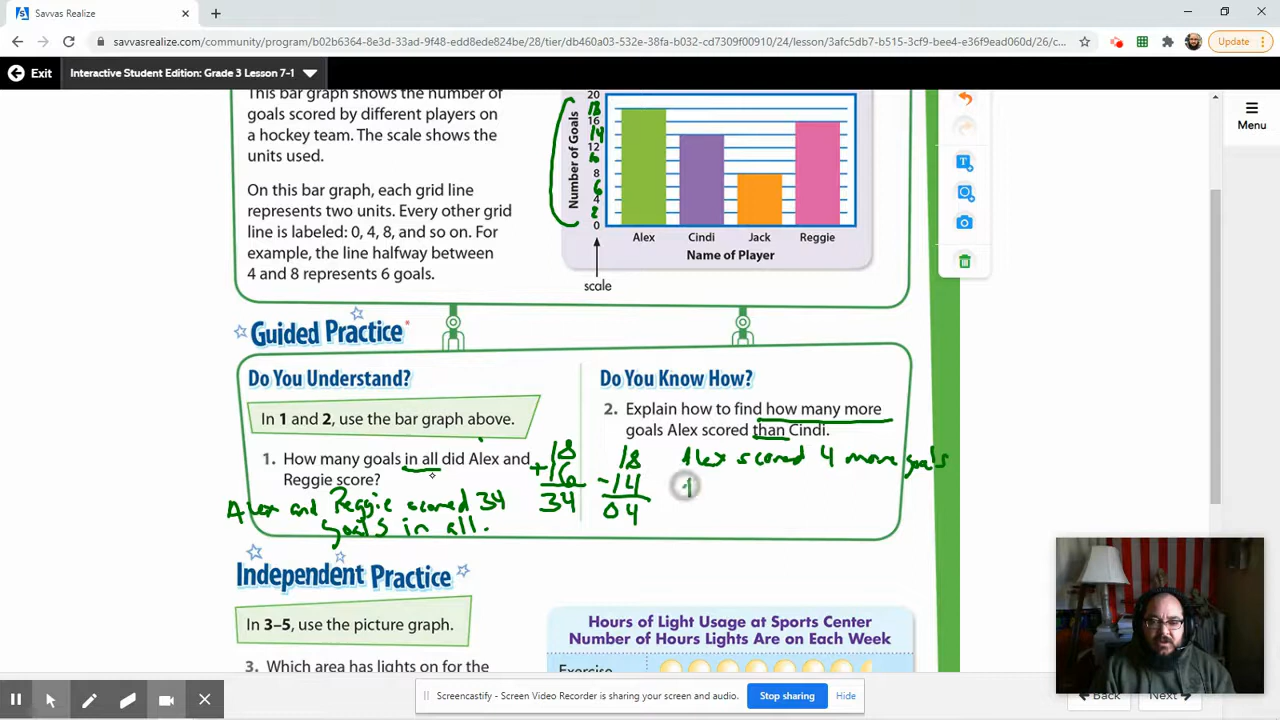 Savvas Realize
savvasrealize.com/community/program/b02b6364-8e3d-33ad-9f48-edd8ede824bd/28/tier/db460a03-532e-38fa-b032-cd7309f00910/24/lesson/3afc5db7-b515-3cf9-bee4-e36f9ead060d/26/c...
Update
Exit
Interactive Student Edition: Grade 3 Lesson 7-1
Menu
This bar graph shows the number of
goals scored by different players on
a hockey team. The scale shows the
units used.
On this bar graph, each grid line
represents two units. Every other grid
line is labeled: 0, 4, 8, and so on. For
example, the line halfway between
4 and 8 represents 6 goals.
Number of Goals
20
18
16
14
12
8
6
4
2
0
Alex Cindi Jack Reggie
Name of Player
scale
Guided Practice*
Do You Understand?
In 1 and 2, use the bar graph above.
1. How many goals in all did Alex and
Reggie score?
18
+16
34
Alex and Reggie scored 34
goals in all.
Do You Know How?
2. Explain how to find how many more
goals Alex scored than Cindi.
18
-14
04
Alex scored 4 more goals
Independent Practice
In 3–5, use the picture graph.
3. Which area has lights on for the
Hours of Light Usage at Sports Center
Number of Hours Lights Are on Each Week
Exercise
Screencastify - Screen Video Recorder is sharing your screen and audio.
Stop sharing
Hide
Back
Next